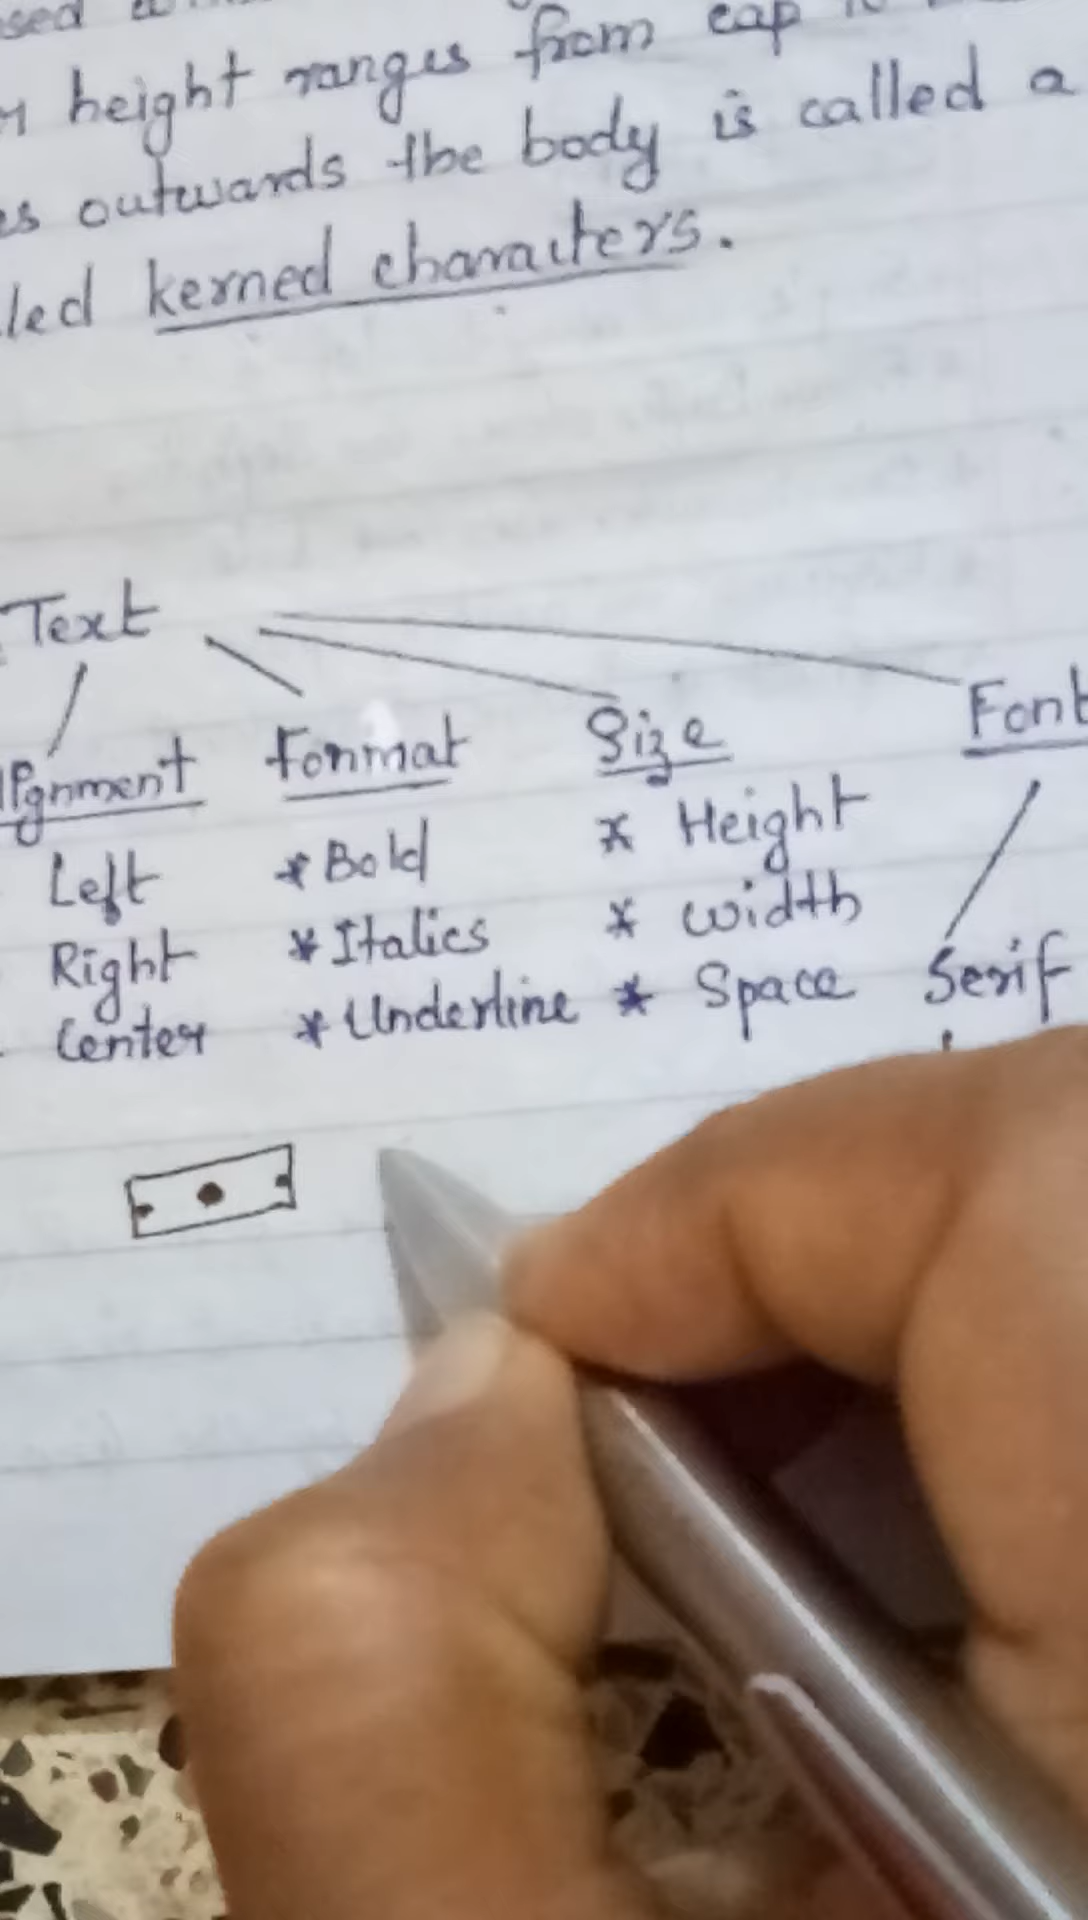 height ranges from cap
outwards the body is called a
led kerned characters.
Text
lignment Format Size Font
Left * Bold * Height
Right * Italics * width
Center * Underline * Space Serif